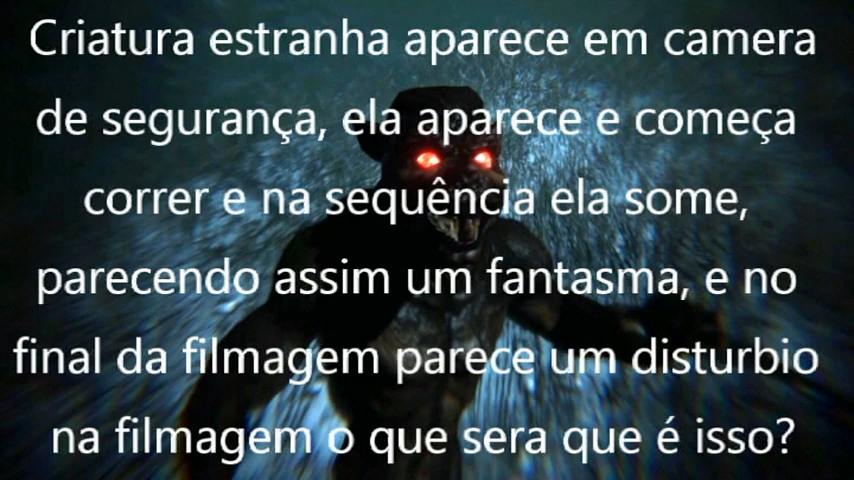 Criatura estranha aparece em camera
de segurança, ela aparece e começa
correr e na sequência ela some,
parecendo assim um fantasma, e no
final da filmagem parece um disturbio
na filmagem o que sera que é isso?